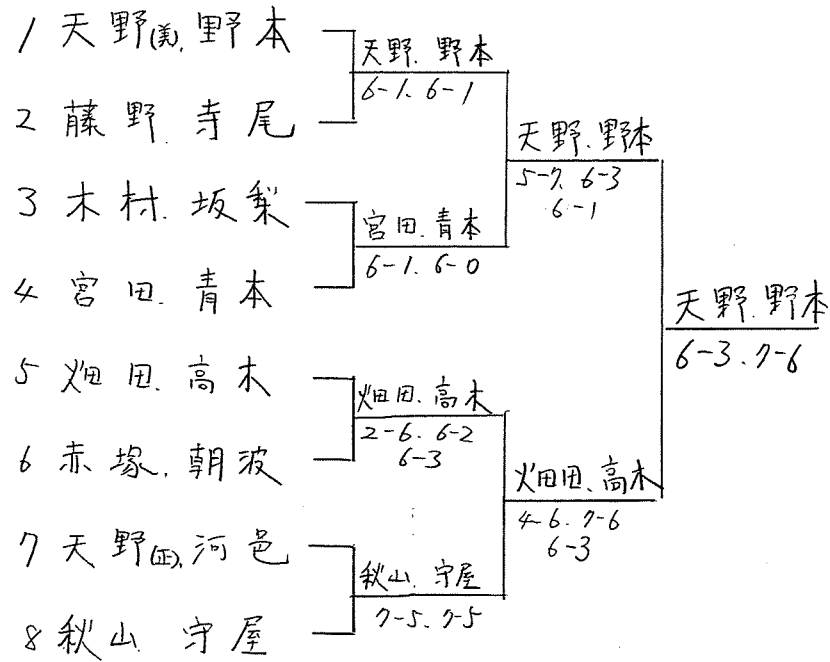 1 天野(美). 野本
2 藤野. 寺尾
3 木村. 坂梨
4 宮田. 青本
5 畑田. 高木
6 赤塚. 朝波
7 天野(正). 河邑
8 秋山. 守屋
天野. 野本
6-1. 6-1
宮田. 青本
6-1. 6-0
畑田. 高木
2-6. 6-2
6-3
秋山. 守屋
7-5. 7-5
天野. 野本
5-7. 6-3
6-1
畑田. 高木
4-6. 7-6
6-3
天野. 野本
6-3. 7-6